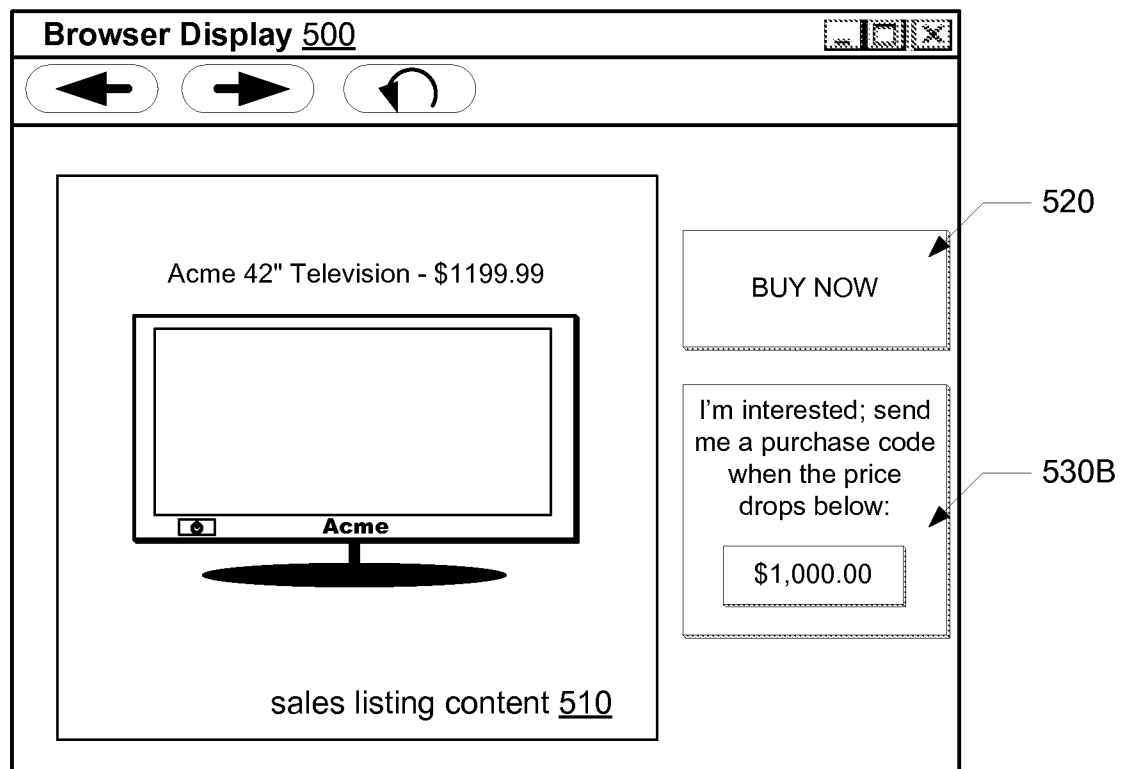 Browser Display 500
520
Acme 42" Television - $1199.99
BUY NOW
I'm interested; send
me a purchase code
when the price
drops below:
530B
$1,000.00
Acme
sales listing content 510